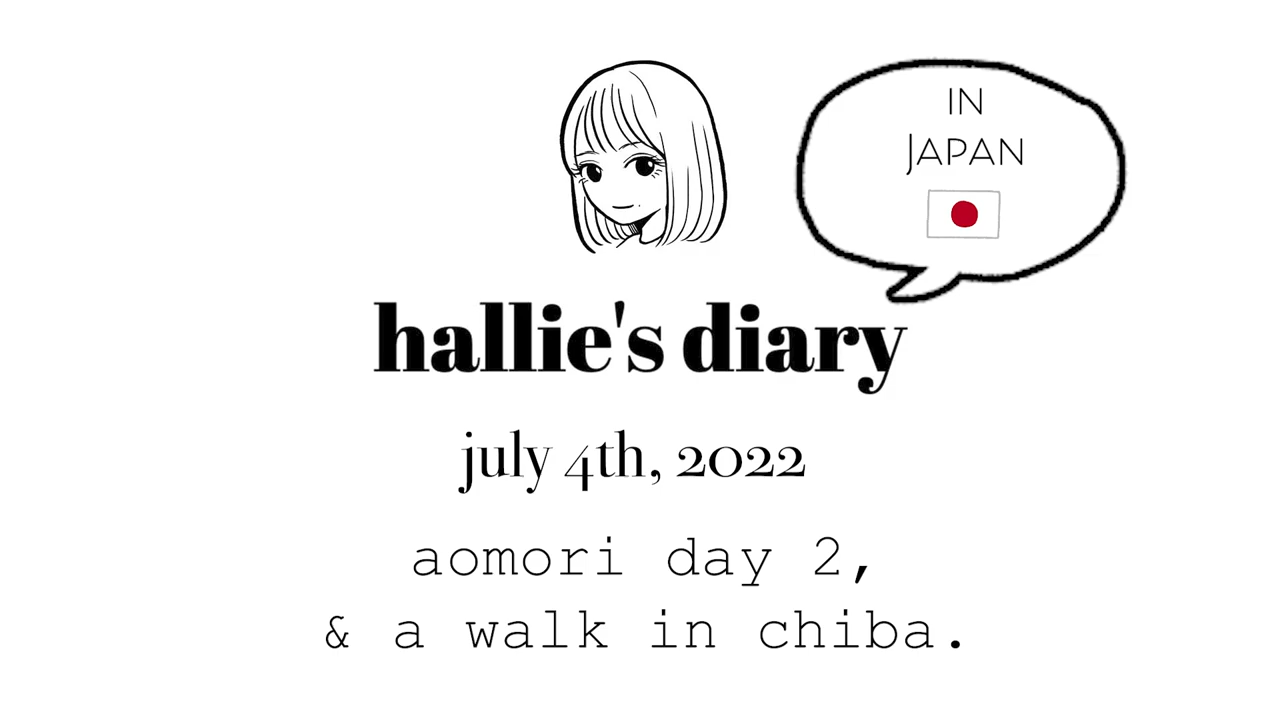 IN
JAPAN
hallie's diary
july 4th, 2022
aomori day 2,
& a walk in chiba.